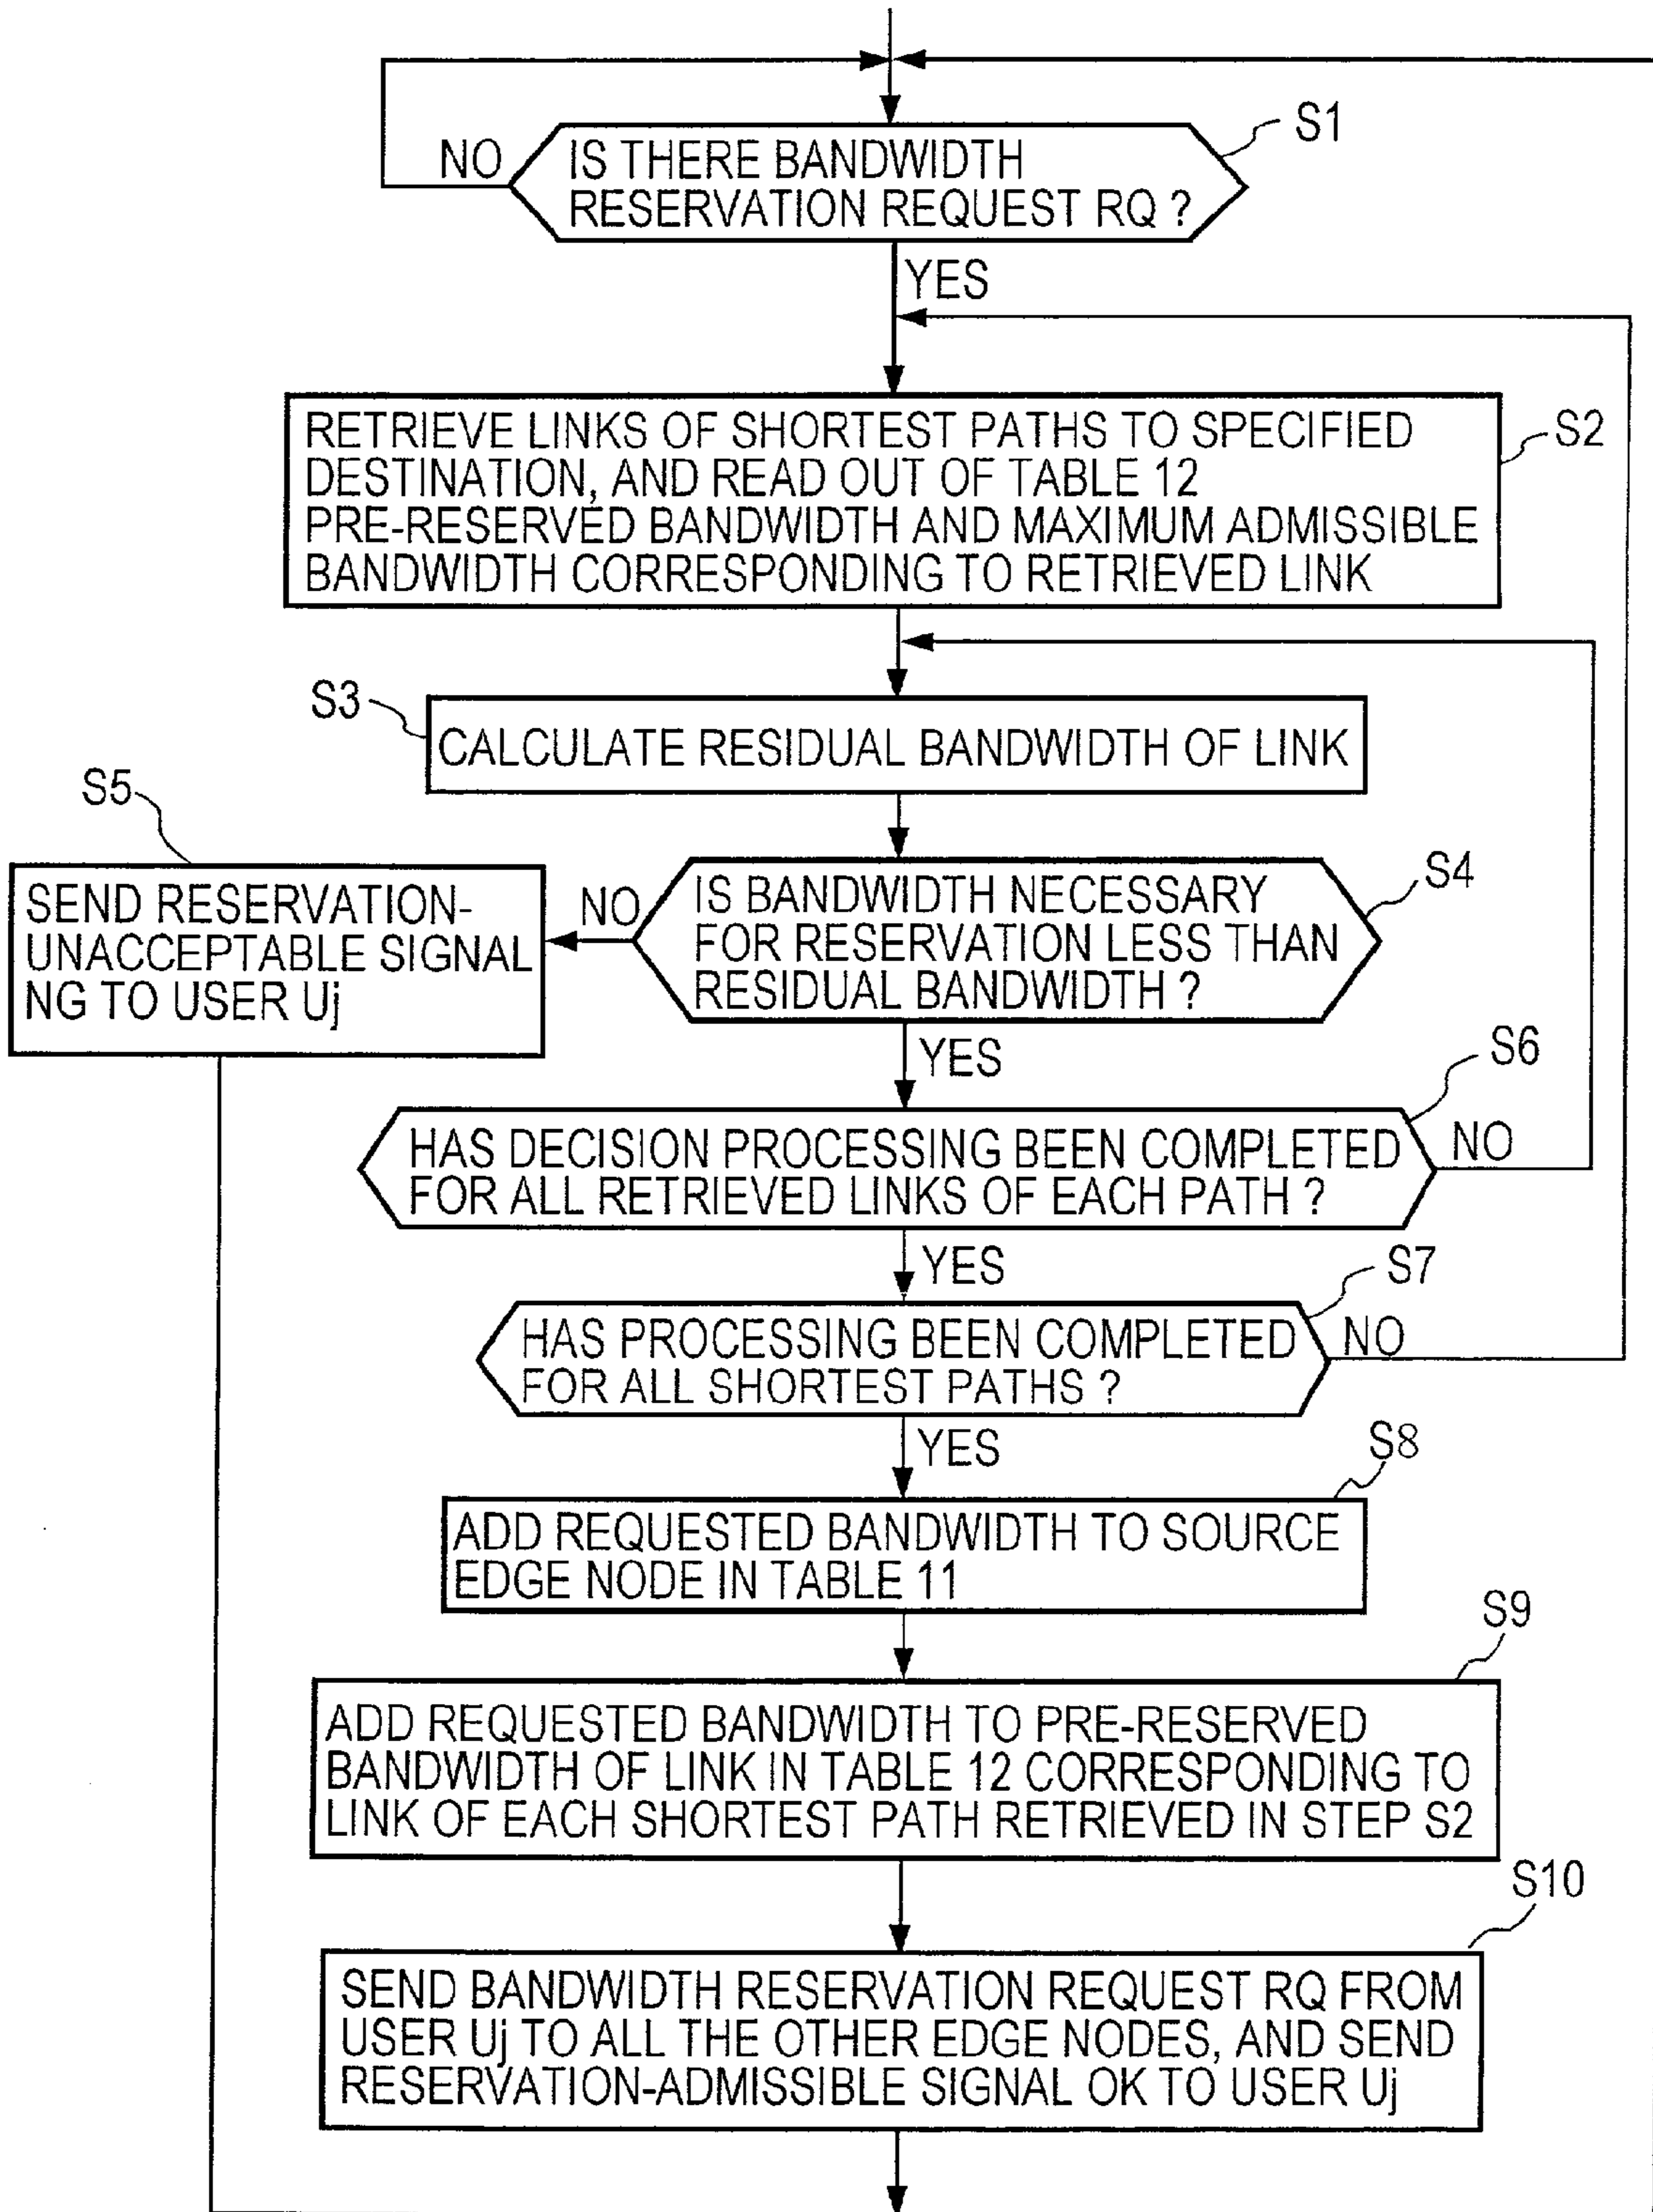 S1
NO
IS THERE BANDWIDTH
RESERVATION REQUEST RQ ?
YES
S2
RETRIEVE LINKS OF SHORTEST PATHS TO SPECIFIED
DESTINATION, AND READ OUT OF TABLE 12
PRE-RESERVED BANDWIDTH AND MAXIMUM ADMISSIBLE
BANDWIDTH CORRESPONDING TO RETRIEVED LINK
S3
CALCULATE RESIDUAL BANDWIDTH OF LINK
S5
SEND RESERVATION-
UNACCEPTABLE SIGNAL
NG TO USER Uj
NO
S4
IS BANDWIDTH NECESSARY
FOR RESERVATION LESS THAN
RESIDUAL BANDWIDTH ?
YES
S6
HAS DECISION PROCESSING BEEN COMPLETED
FOR ALL RETRIEVED LINKS OF EACH PATH ?
NO
YES
S7
HAS PROCESSING BEEN COMPLETED
FOR ALL SHORTEST PATHS ?
NO
YES
S8
ADD REQUESTED BANDWIDTH TO SOURCE
EDGE NODE IN TABLE 11
S9
ADD REQUESTED BANDWIDTH TO PRE-RESERVED
BANDWIDTH OF LINK IN TABLE 12 CORRESPONDING TO
LINK OF EACH SHORTEST PATH RETRIEVED IN STEP S2
S10
SEND BANDWIDTH RESERVATION REQUEST RQ FROM
USER Uj TO ALL THE OTHER EDGE NODES, AND SEND
RESERVATION-ADMISSIBLE SIGNAL OK TO USER Uj